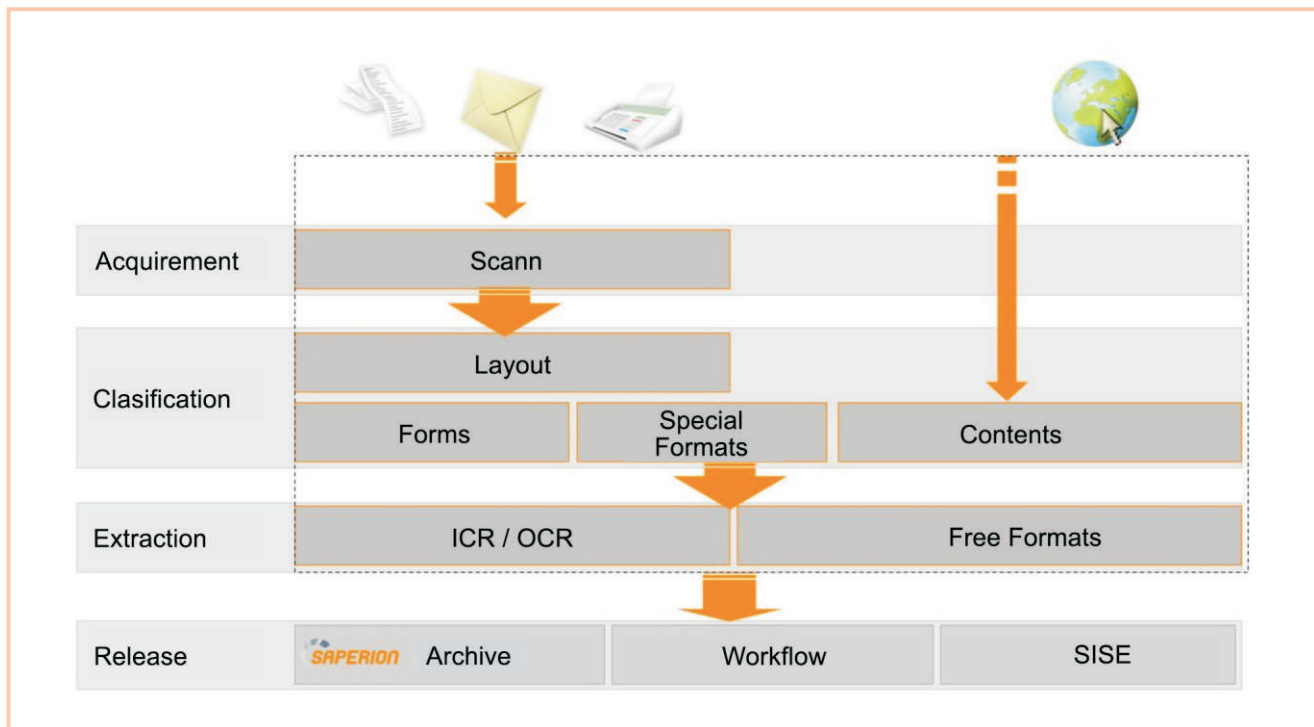 Acquirement
Scann
Clasification
Layout
Forms
Special
Formats
Contents
Extraction
ICR / OCR
Free Formats
Release
SAPERION Archive
Workflow
SISE